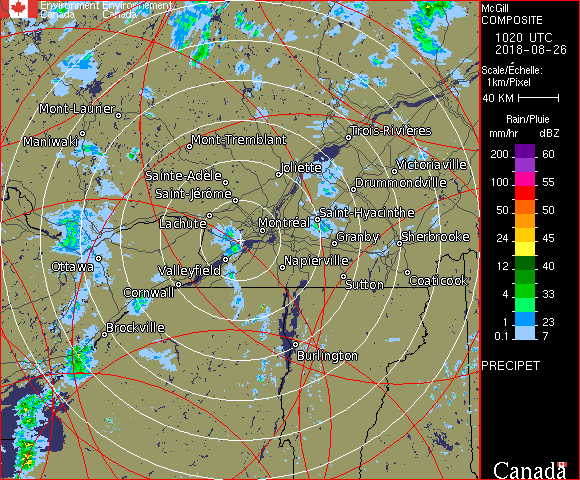 Environment Environnement
Canada Canada
Mont-Laurier
Maniwaki
Mont-Tremblant
Trois-Rivières
Sainte-Adèle
Joliette
Victoriaville
Saint-Jérôme
Drummondville
Lachute
Montréal
Saint-Hyacinthe
Granby
Sherbrooke
Ottawa
Valleyfield
Napierville
Cornwall
Sutton
Coaticook
Brockville
Burlington
McGill
COMPOSITE
1020 UTC
2018-08-26
Scale/Échelle:
1km/Pixel
40 KM
Rain/Pluie
mm/hr dBZ
200 60
150 57
100 55
50 50
24 45
12 40
4 33
1 23
0.1 7
PRECIPET
Canada